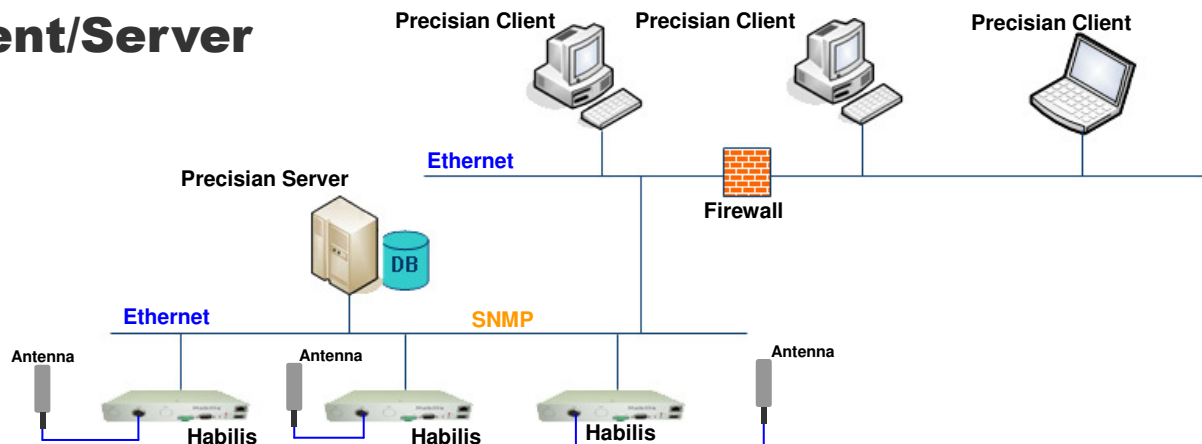 ent/Server
Precisian Client
Precisian Client
Precisian Client
Ethernet
Firewall
Precisian Server
DB
Ethernet
SNMP
Antenna
Antenna
Antenna
Habilis
Habilis
Habilis